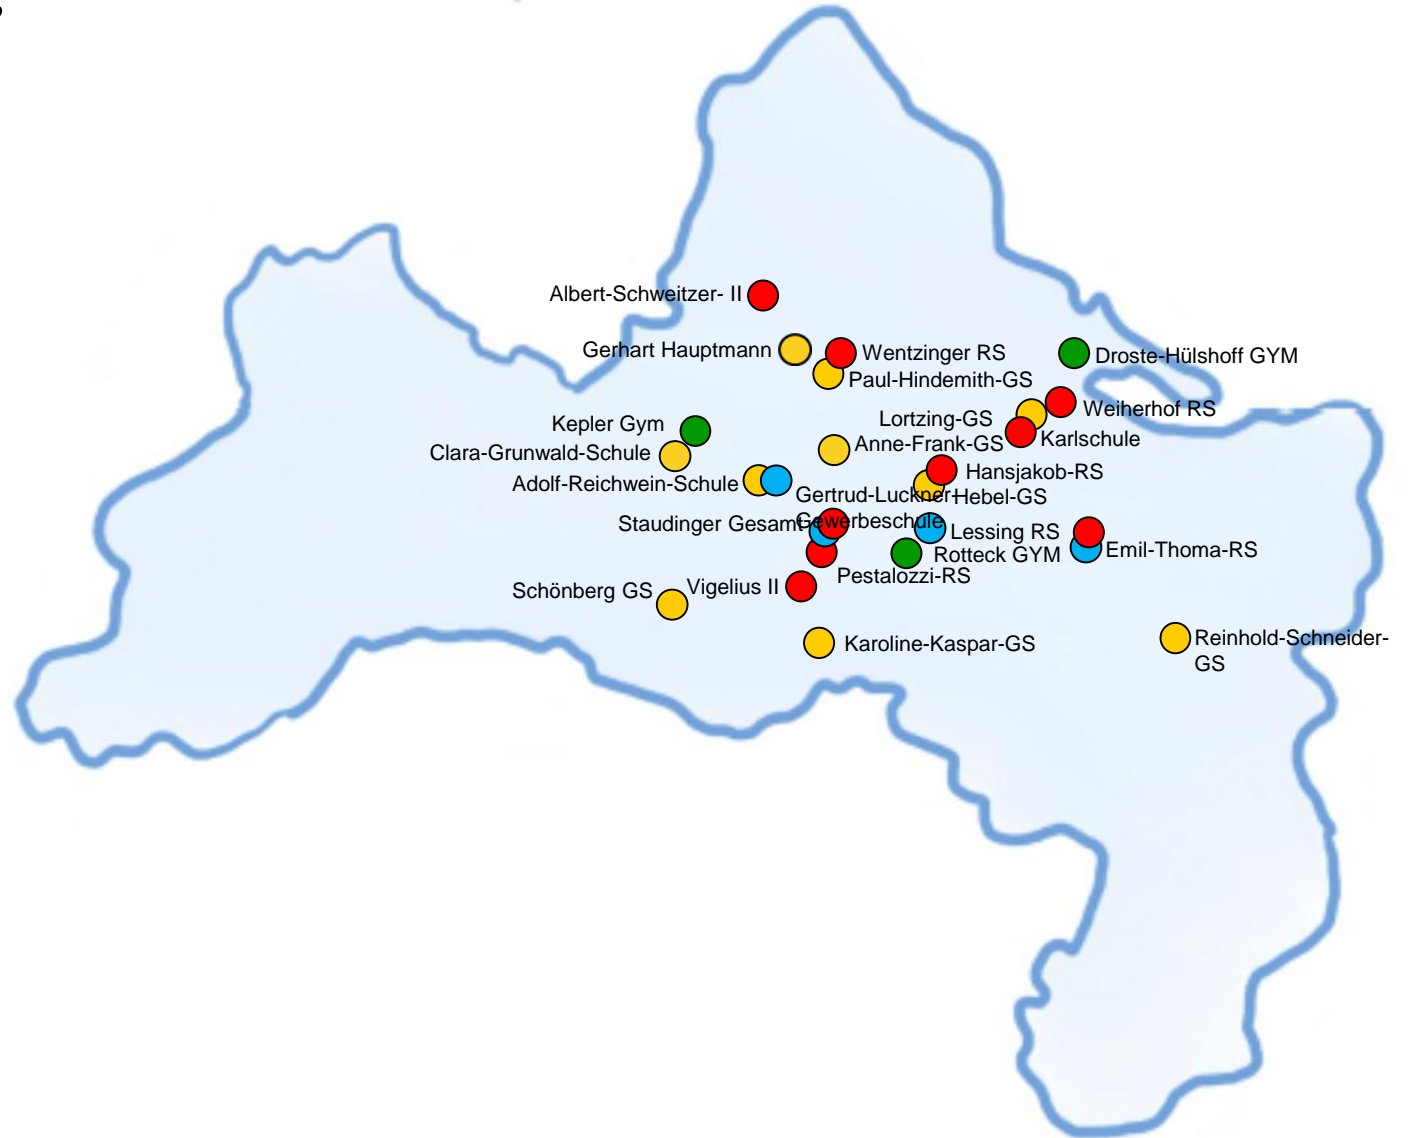 Albert-Schweitzer- II
Gerhart Hauptmann
Wentzinger RS
Droste-Hülshoff GYM
Paul-Hindemith-GS
Weiherhof RS
Lortzing-GS
Kepler Gym
Karlschule
Anne-Frank-GS
Clara-Grunwald-Schule
Hansjakob-RS
Adolf-Reichwein-Schule
Gertrud-Luckner-
Gewerbeschule
Hebel-GS
Staudinger Gesamt
Lessing RS
Rotteck GYM
Emil-Thoma-RS
Pestalozzi-RS
Vigelius II
Schönberg GS
Karoline-Kaspar-GS
Reinhold-Schneider-
GS